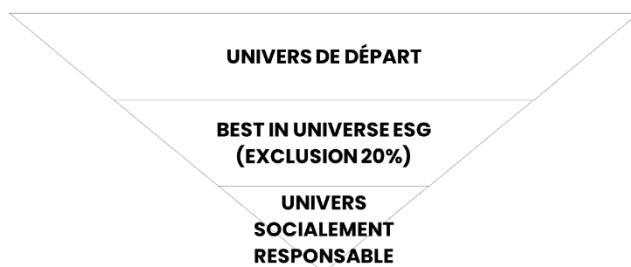 UNIVERS DE DÉPART
BEST IN UNIVERSE ESG
(EXCLUSION 20%)
UNIVERS
SOCIALEMENT
RESPONSABLE